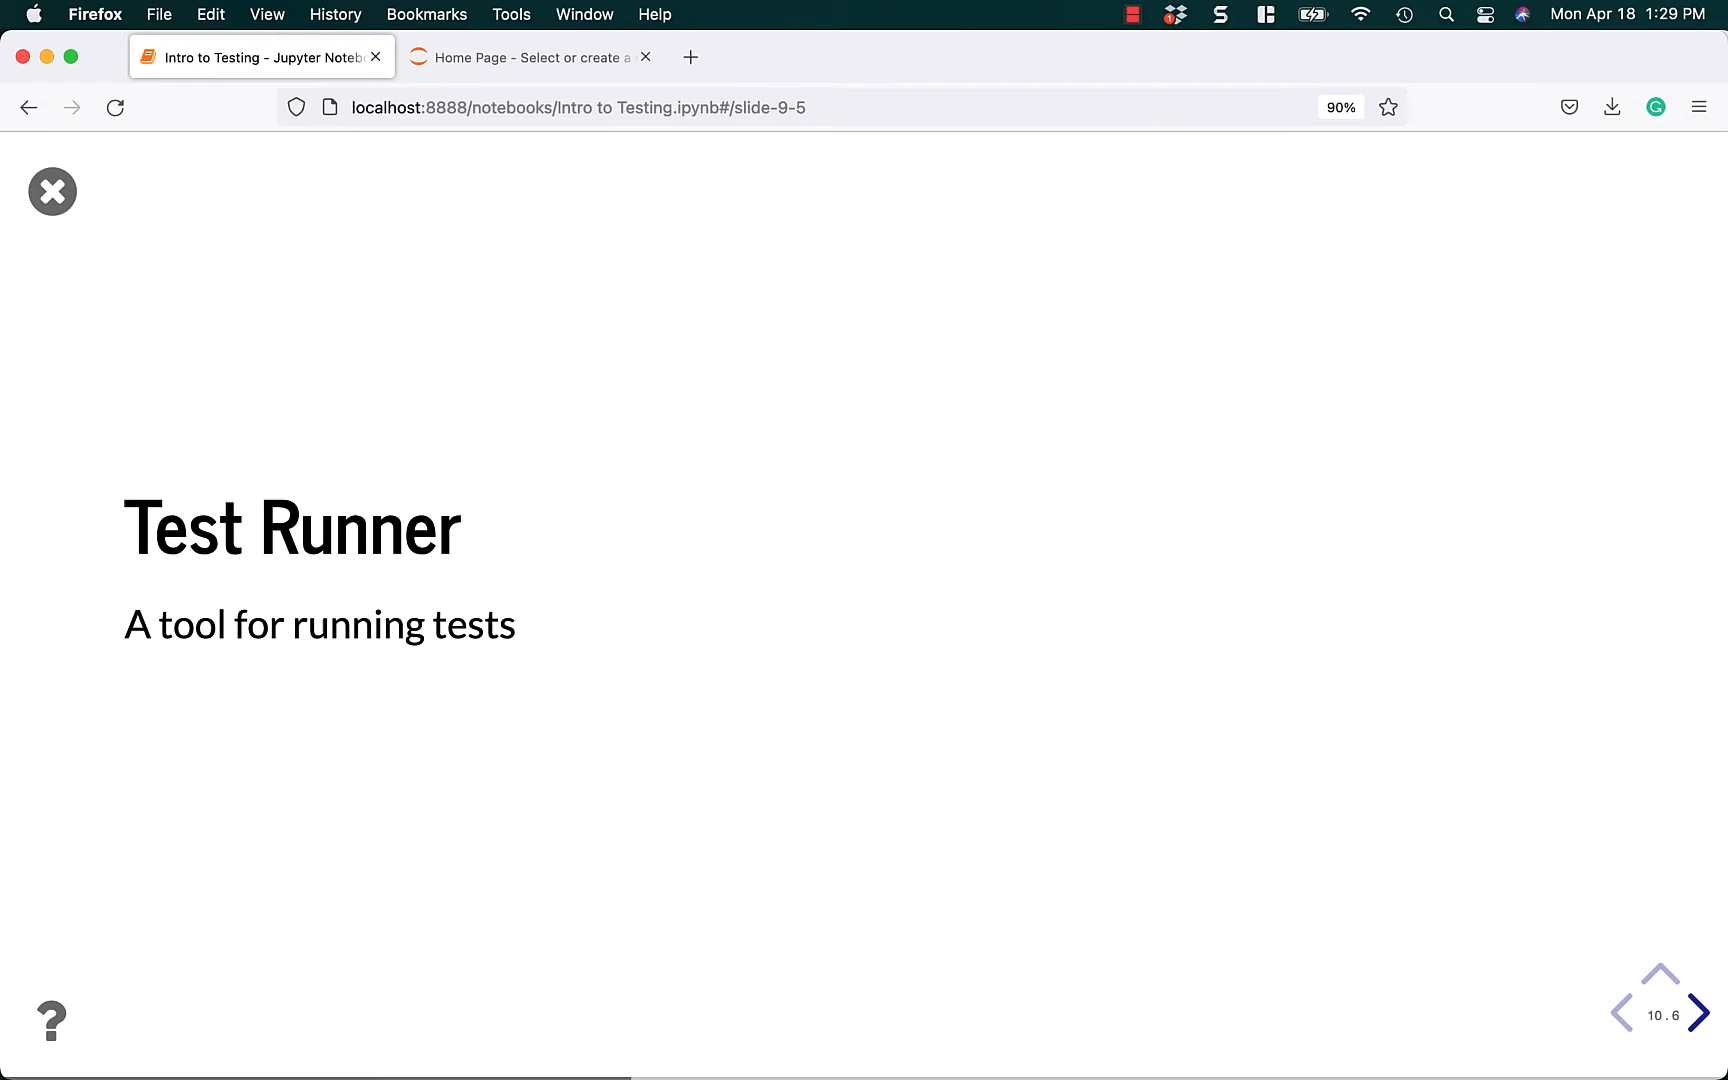 Firefox File Edit View History Bookmarks Tools Window Help 1 Mon Apr 18 1:29 PM
Intro to Testing - Jupyter Notebo Home Page - Select or create a
localhost:8888/notebooks/Intro to Testing.ipynb#/slide-9-5 90%
Test Runner
A tool for running tests
?
10.6